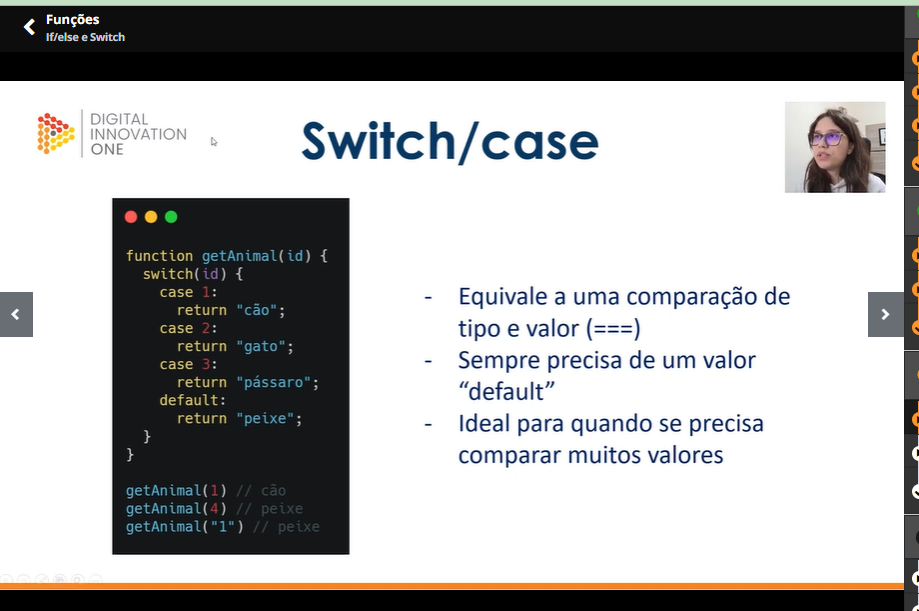 Funções
If/else e Switch
DIGITAL
INNOVATION
ONE
Switch/case
function getAnimal(id) {
  switch(id) {
    case 1:
      return "cão";
    case 2:
      return "gato";
    case 3:
      return "pássaro";
    default:
      return "peixe";
  }
}
getAnimal(1) // cão
getAnimal(4) // peixe
getAnimal("1") // peixe
- Equivale a uma comparação de
tipo e valor (===)
- Sempre precisa de um valor
“default”
- Ideal para quando se precisa
comparar muitos valores